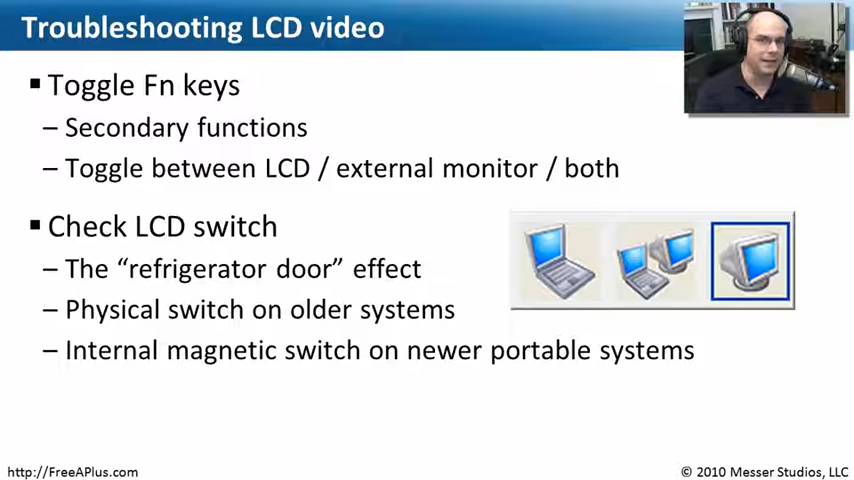 Troubleshooting LCD video
▪ Toggle Fn keys
– Secondary functions
– Toggle between LCD / external monitor / both
▪ Check LCD switch
– The “refrigerator door” effect
– Physical switch on older systems
– Internal magnetic switch on newer portable systems
http://FreeAPlus.com
© 2010 Messer Studios, LLC